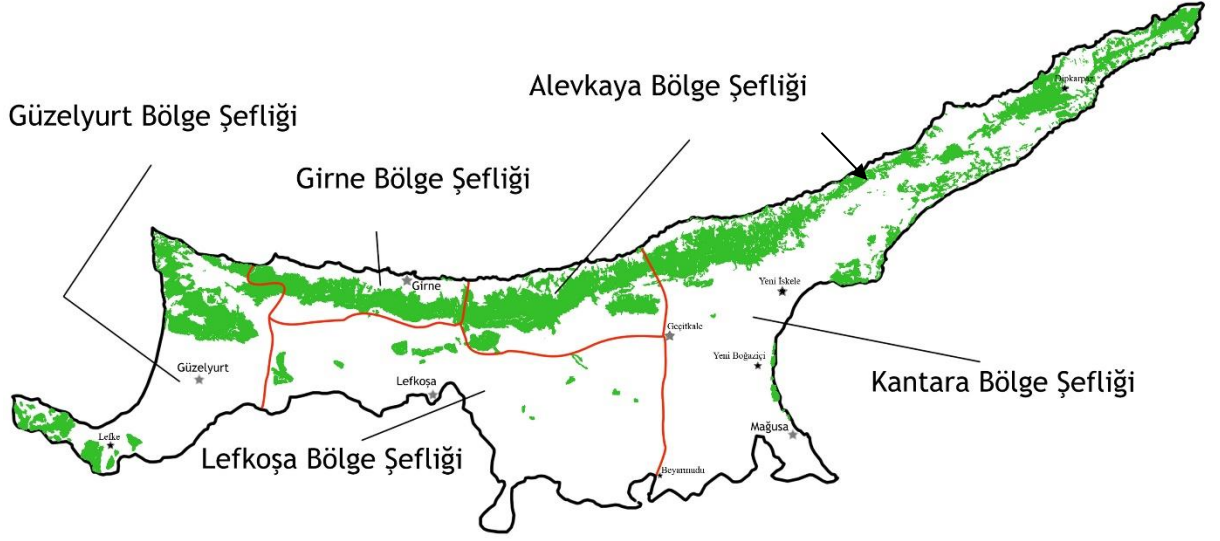 Alevkaya Bölge Şefliği
Güzelyurt Bölge Şefliği
Girne Bölge Şefliği
Dipkarpaz
Girne
Yeni İskele
Geçitkale
Güzelyurt
Yeni Boğaziçi
Lefkoşa
Kantara Bölge Şefliği
Mağusa
Lefke
Lefkoşa Bölge Şefliği
Beyarmudu